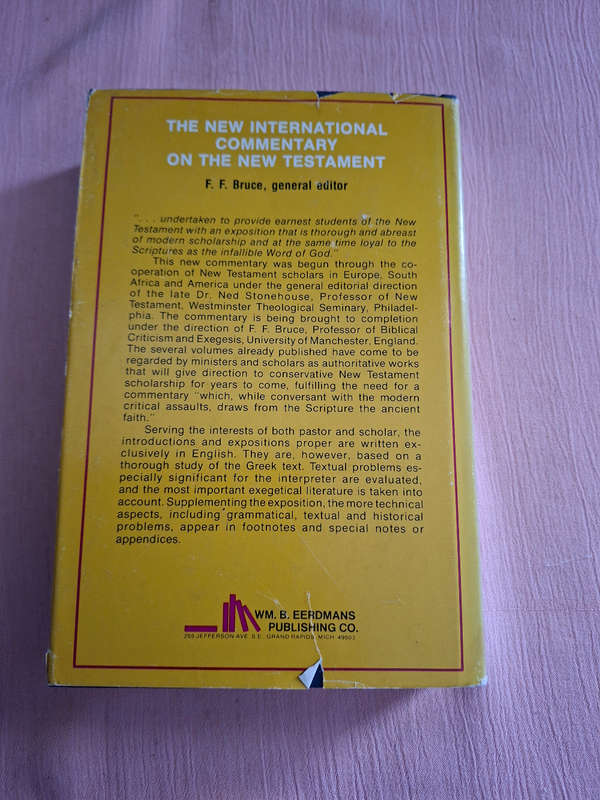 THE NEW INTERNATIONAL
COMMENTARY
ON THE NEW TESTAMENT
F. F. Bruce, general editor
". . . undertaken to provide earnest students of the New
Testament with an exposition that is thorough and abreast
of modern scholarship and at the same time loyal to the
Scriptures as the infallible Word of God."
This new commentary was begun through the co-
operation of New Testament scholars in Europe, South
Africa and America under the general editorial direction
of the late Dr. Ned Stonehouse, Professor of New
Testament, Westminster Theological Seminary, Philadel-
phia. The commentary is being brought to completion
under the direction of F. F. Bruce, Professor of Biblical
Criticism and Exegesis, University of Manchester, England.
The several volumes already published have come to be
regarded by ministers and scholars as authoritative works
that will give direction to conservative New Testament
scholarship for years to come, fulfilling the need for a
commentary "which, while conversant with the modern
critical assaults, draws from the Scripture the ancient
faith."
Serving the interests of both pastor and scholar, the
introductions and expositions proper are written ex-
clusively in English. They are, however, based on a
thorough study of the Greek text. Textual problems es-
pecially significant for the interpreter are evaluated,
and the most important exegetical literature is taken into
account. Supplementing the exposition, the more technical
aspects, including grammatical, textual and historical
problems, appear in footnotes and special notes or
appendices.
WM. B. EERDMANS
PUBLISHING CO.
255 JEFFERSON AVE. S.E. GRAND RAPIDS, MICH. 49503